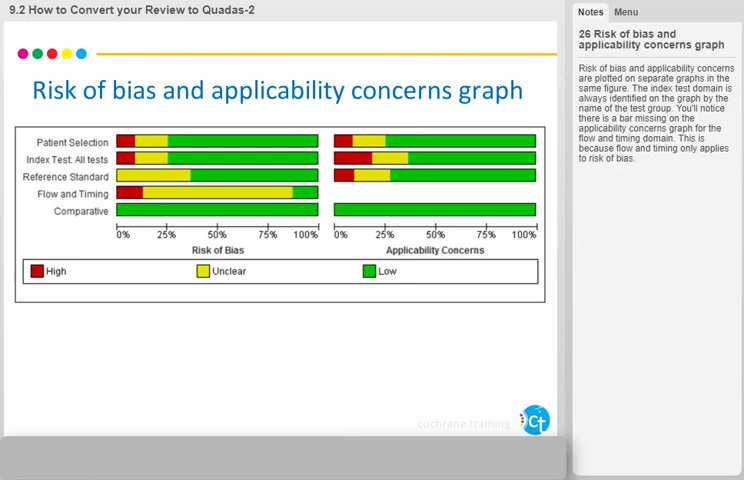 9.2 How to Convert your Review to Quadas-2
Notes Menu
26 Risk of bias and
applicability concerns graph
Risk of bias and applicability concerns
are plotted on separate graphs in the
same figure. The index test domain is
always identified on the graph by the
name of the test group. You'll notice
there is a bar missing on the
applicability concerns graph for the
flow and timing domain. This is
because flow and timing only applies
to risk of bias.
Risk of bias and applicability concerns graph
Patient Selection
Index Test: All tests
Reference Standard
Flow and Timing
Comparative
0% 25% 50% 75% 100% 0% 25% 50% 75% 100%
Risk of Bias Applicability Concerns
High Unclear Low
cochrane training ct